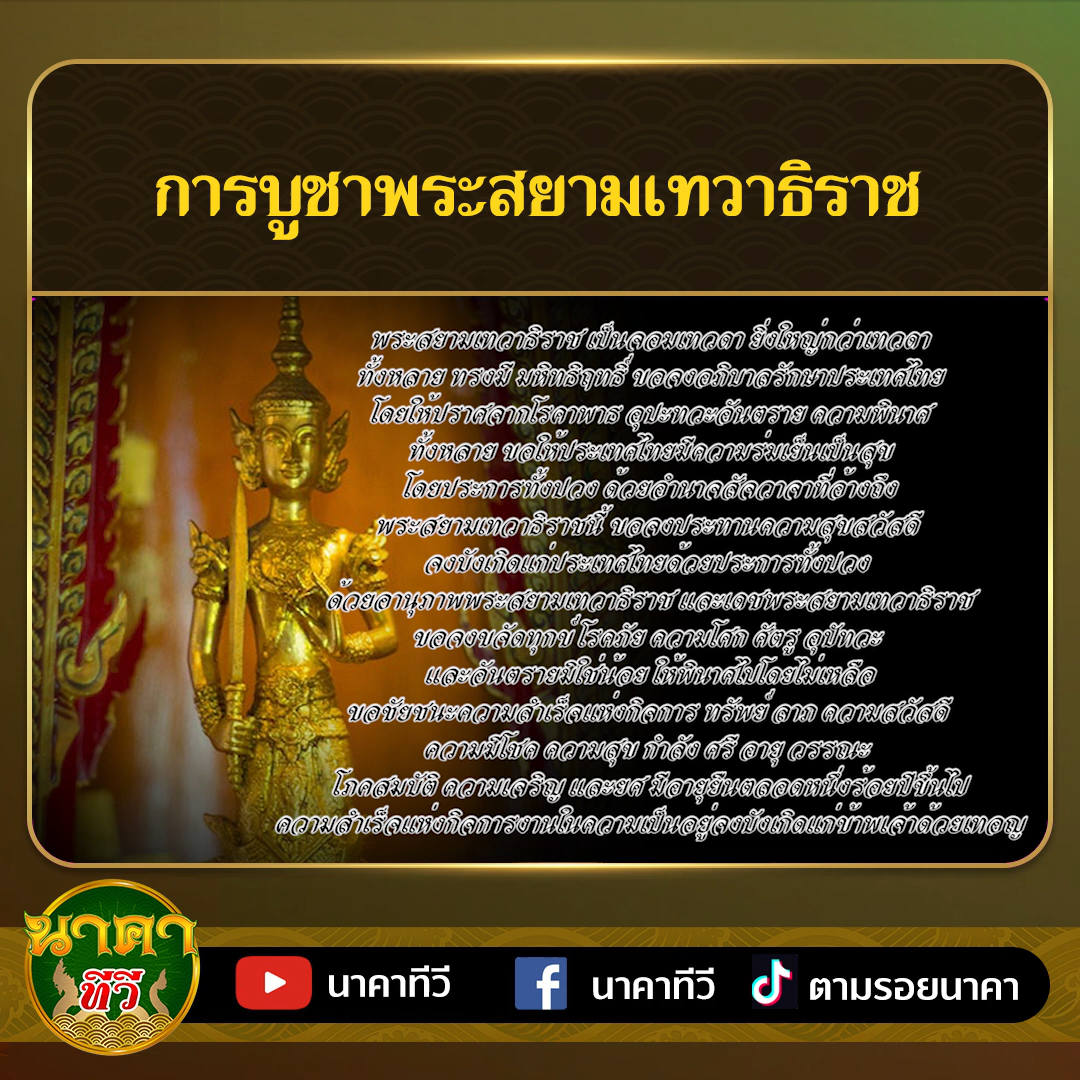 การบูชาพระสยามเทวาธิราช
พระสยามเทวาธิราช เป็นจอมเทวดา ยิ่งใหญ่กว่าเทวดา
ทั้งหลาย ทรงมี มหิทธิฤทธิ์ ขอจงอภิบาลรักษาประเทศไทย
โดยให้ปราศจากโรคาพาธ อุปะทวะอันตราย ความพินาศ
ทั้งหลาย ขอให้ประเทศไทยมีความร่มเย็นเป็นสุข
โดยประการทั้งปวง ด้วยอำนาจสัจวาจาที่อ้างถึง
พระสยามเทวาธิราชนี้ ขอจงประทานความสุขสวัสดี
จงบังเกิดแก่ประเทศไทยด้วยประการทั้งปวง
ด้วยอานุภาพพระสยามเทวาธิราช และเดชพระสยามเทวาธิราช
ขอจงขจัดทุกข์ โรคภัย ความโศก ศัตรู อุปัทวะ
และอันตรายมิใช่น้อย ให้พินาศไปโดยไม่เหลือ
ขอชัยชนะความสำเร็จแห่งกิจการ ทรัพย์ ลาภ ความสวัสดี
ความมีโชค ความสุข กำลัง ศรี อายุ วรรณะ
โภคสมบัติ ความเจริญ และยศ มีอายุยืนตลอดหนึ่งร้อยปีขึ้นไป
ความสำเร็จแห่งกิจการงานในความเป็นอยู่จงบังเกิดแก่ข้าพเจ้าด้วยเทอญ
นาคา
ทีวี
นาคาทีวี
นาคาทีวี
ตามรอยนาคา